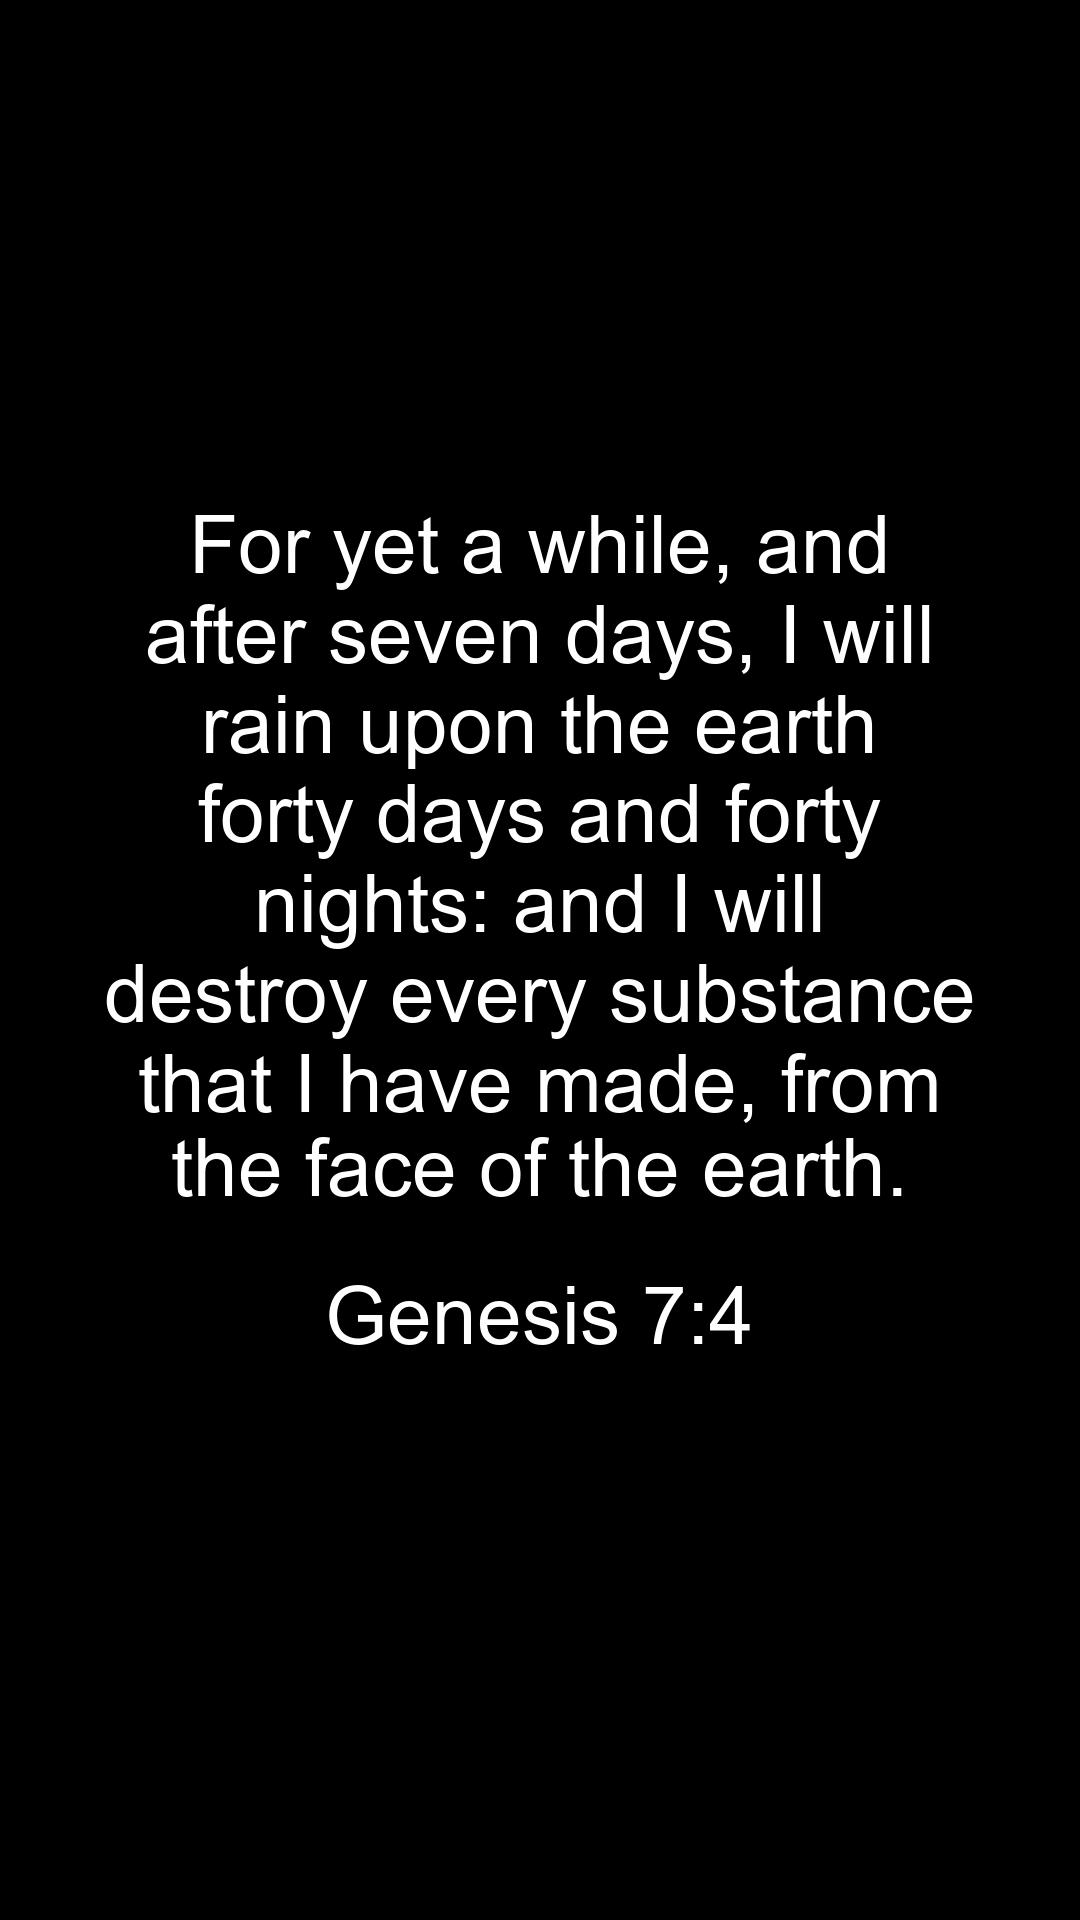 For yet a while, and
after seven days, I will
rain upon the earth
forty days and forty
nights: and I will
destroy every substance
that I have made, from
the face of the earth.
Genesis 7:4